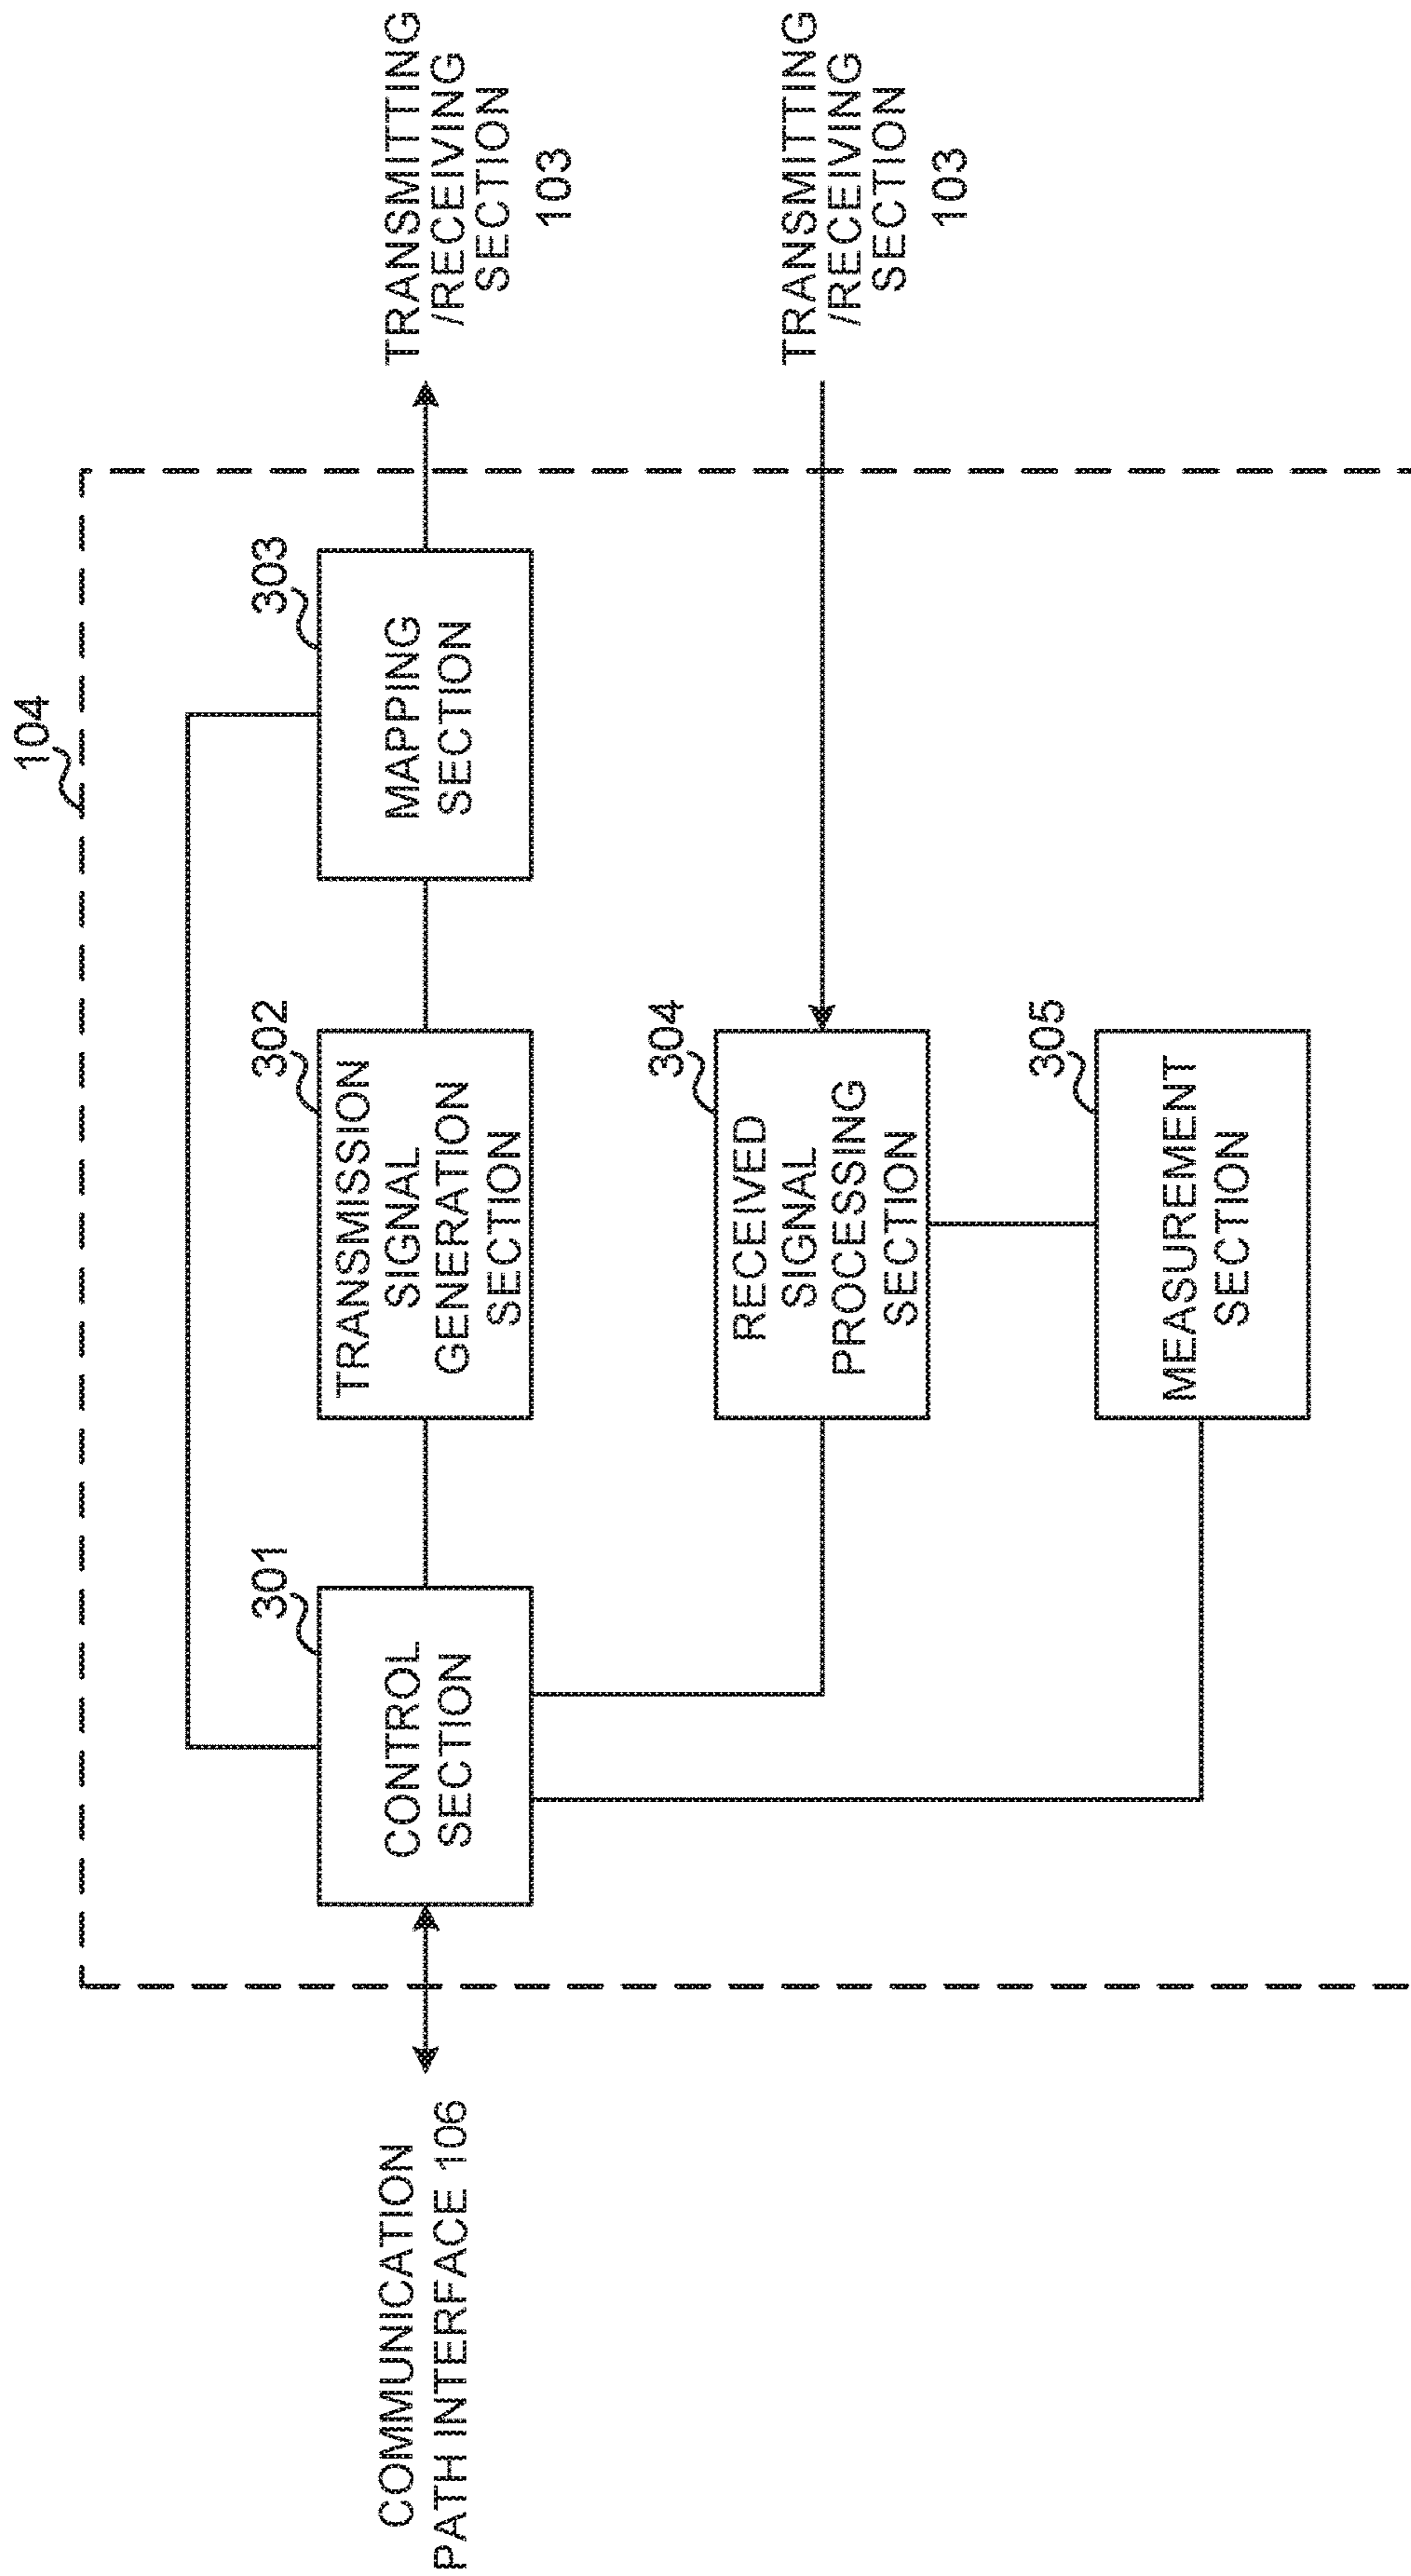 104
301
CONTROL
SECTION
302
TRANSMISSION
SIGNAL
GENERATION
SECTION
303
MAPPING
SECTION
TRANSMITTING
/RECEIVING
SECTION
103
COMMUNICATION
PATH INTERFACE 106
304
RECEIVED
SIGNAL
PROCESSING
SECTION
TRANSMITTING
/RECEIVING
SECTION
103
305
MEASUREMENT
SECTION